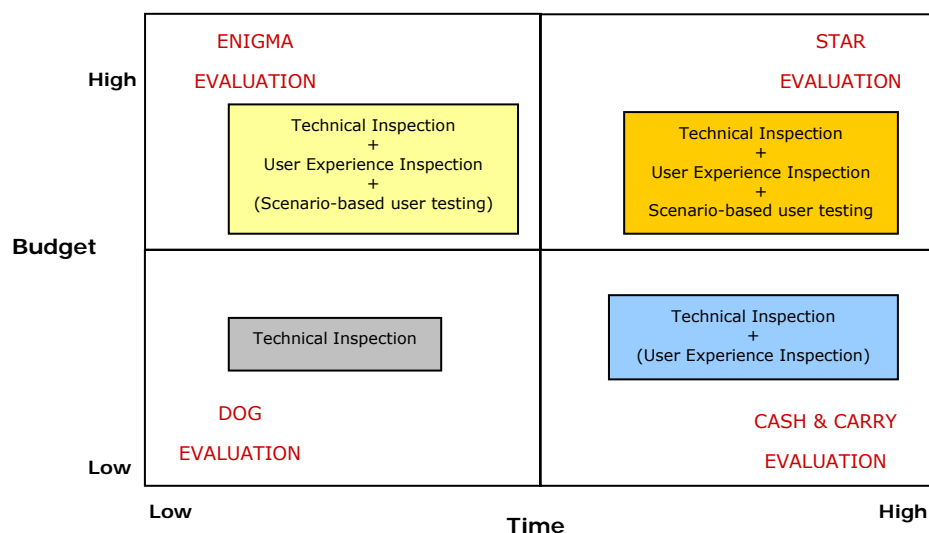 ENIGMA
EVALUATION
STAR
EVALUATION
High
Technical Inspection
+
User Experience Inspection
+
(Scenario-based user testing)
Technical Inspection
+
User Experience Inspection
+
Scenario-based user testing
Budget
Technical Inspection
Technical Inspection
+
(User Experience Inspection)
DOG
EVALUATION
CASH & CARRY
EVALUATION
Low
Low
Time
High